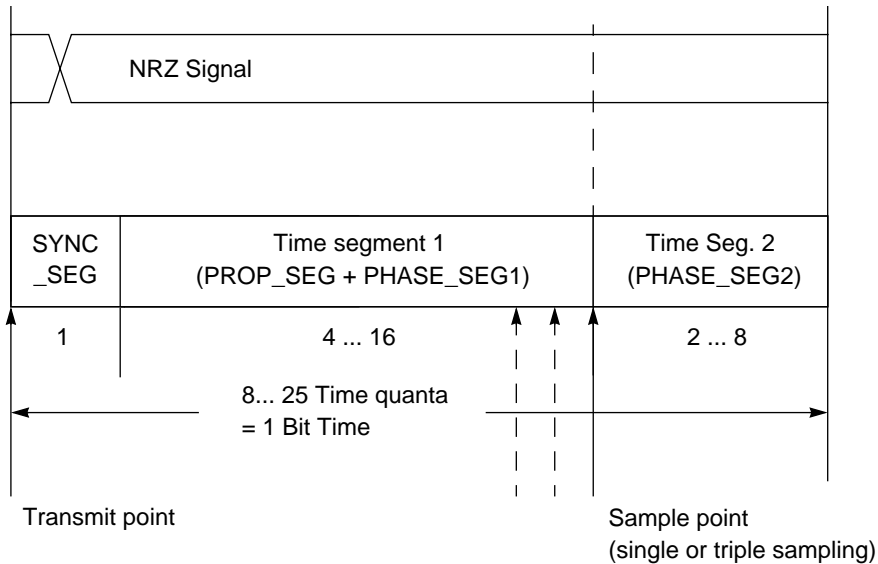 NRZ Signal
SYNC
_SEG
Time segment 1
(PROP_SEG + PHASE_SEG1)
Time Seg. 2
(PHASE_SEG2)
1
4 ... 16
2 ... 8
8... 25 Time quanta
= 1 Bit Time
Transmit point
Sample point
(single or triple sampling)